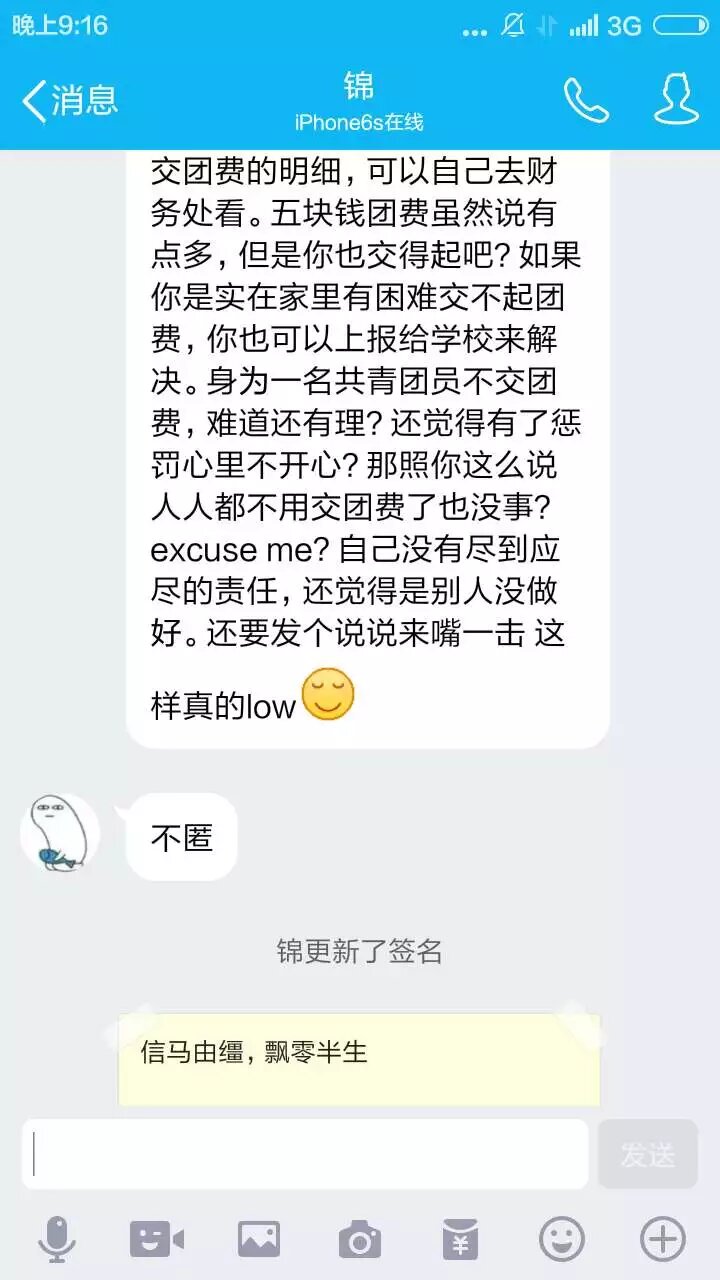 晚上9:16
3G
消息
锦
iPhone6s在线
交团费的明细，可以自己去财
务处看。五块钱团费虽然说有
点多，但是你也交得起吧？如果
你是实在家里有困难交不起团
费，你也可以上报给学校来解
决。身为一名共青团员不交团
费，难道还有理？还觉得有了惩
罚心里不开心？那照你这么说
人人都不用交团费了也没事？
excuse me？自己没有尽到应
尽的责任，还觉得是别人没做
好。还要发个说说来嘴一击 这
样真的low
不匿
锦更新了签名
信马由缰，飘零半生
发送